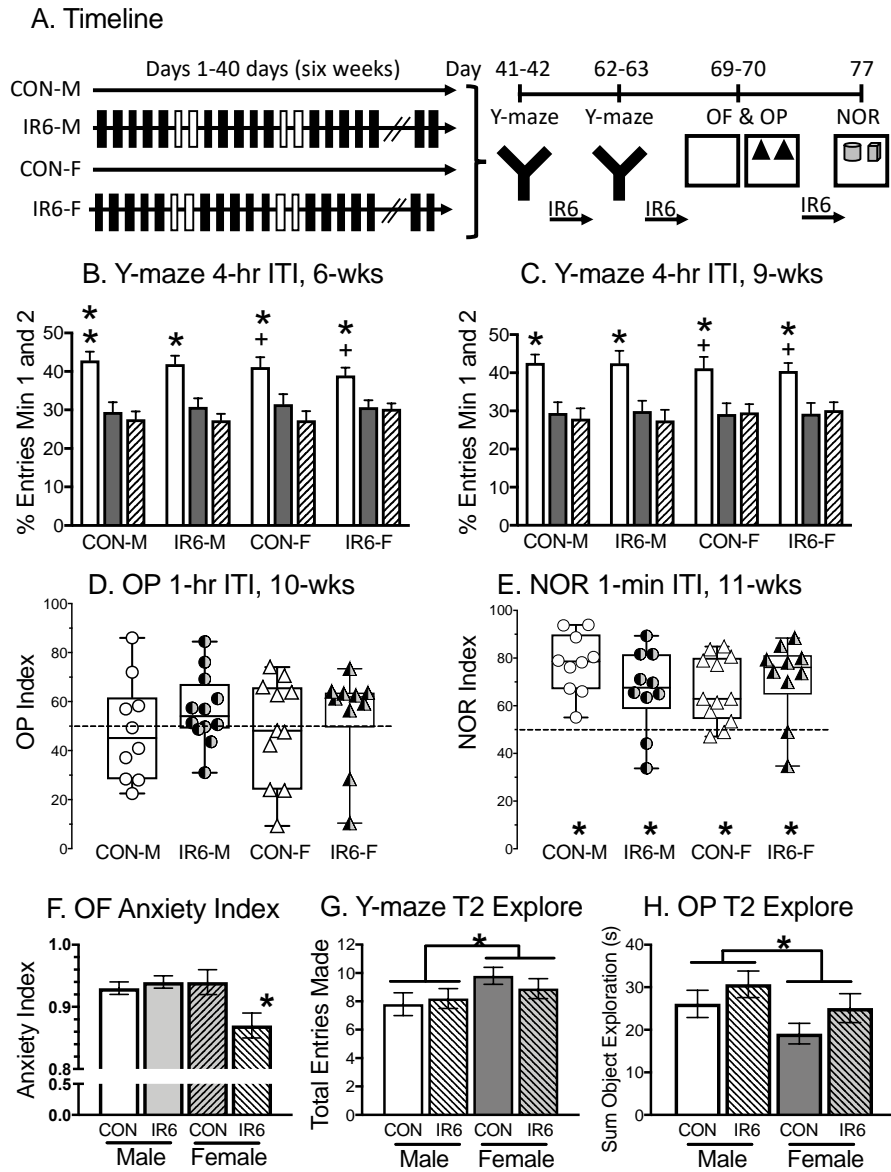 A. Timeline
Days 1-40 days (six weeks) Day 41-42 62-63 69-70 77
CON-M
IR6-M
CON-F
IR6-F
Y-maze Y-maze OF & OP NOR
IR6 IR6 IR6
B. Y-maze 4-hr ITI, 6-wks
% Entries Min 1 and 2
50
40
30
20
10
0
* * * * + * +
CON-M IR6-M CON-F IR6-F
C. Y-maze 4-hr ITI, 9-wks
% Entries Min 1 and 2
50
40
30
20
10
0
* * * + * +
CON-M IR6-M CON-F IR6-F
D. OP 1-hr ITI, 10-wks
OP Index
100
80
60
40
20
0
CON-M IR6-M CON-F IR6-F
E. NOR 1-min ITI, 11-wks
NOR Index
100
80
60
40
20
0
* * * *
CON-M IR6-M CON-F IR6-F
F. OF Anxiety Index
Anxiety Index
1.0
0.9
0.8
0.5
0.0
*
CON IR6 CON IR6
Male Female
G. Y-maze T2 Explore
Total Entries Made
12
10
8
6
4
2
0
*
CON IR6 CON IR6
Male Female
H. OP T2 Explore
Sum Object Exploration (s)
40
30
20
10
0
*
CON IR6 CON IR6
Male Female